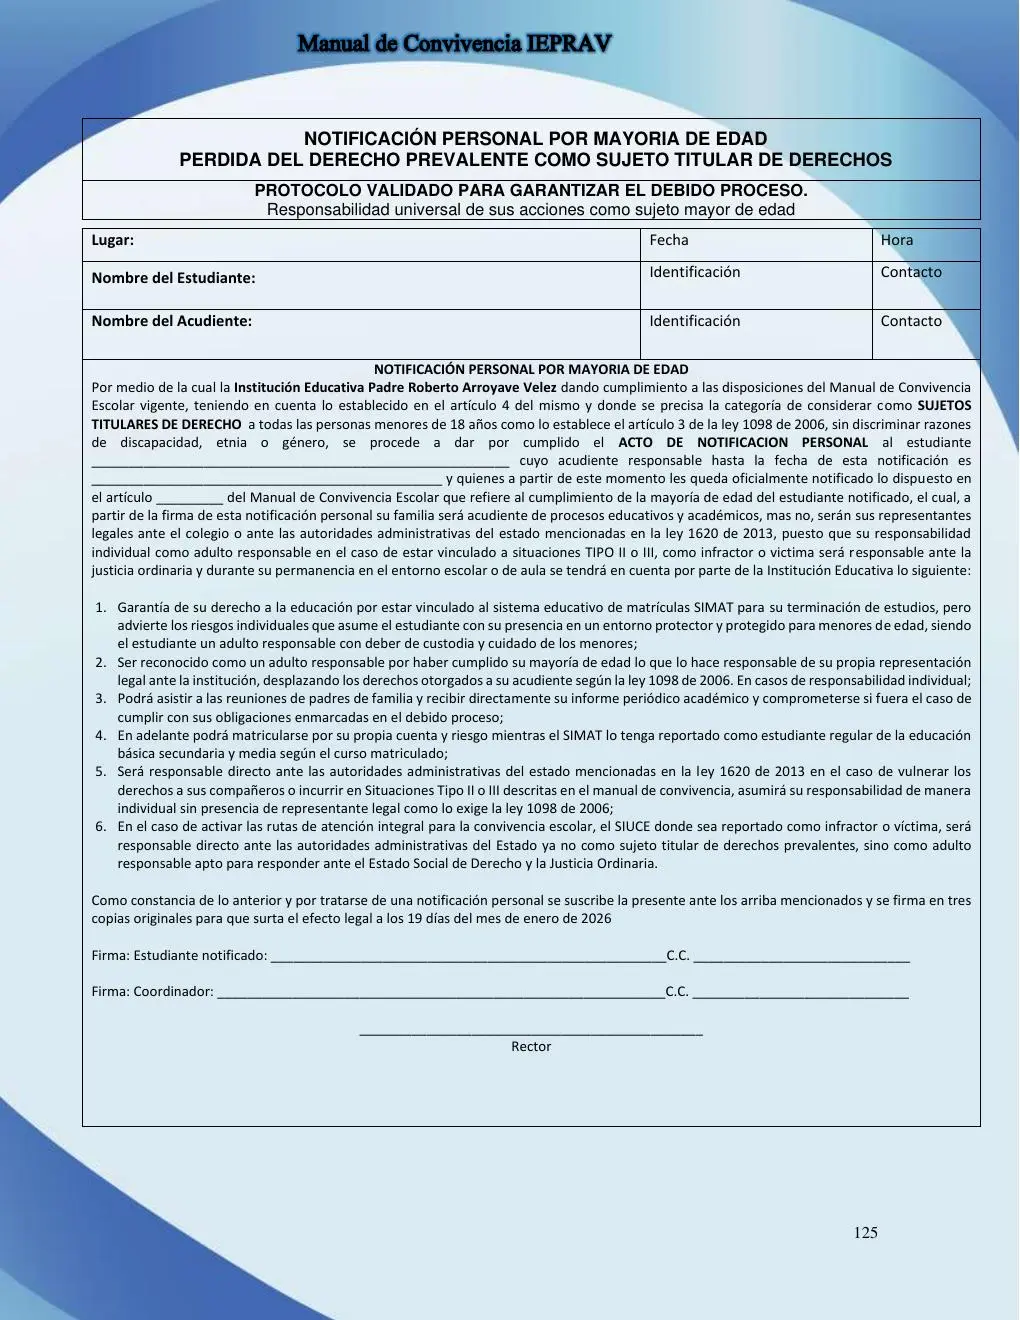 Manual de Convivencia IEPRAV
NOTIFICACIÓN PERSONAL POR MAYORIA DE EDAD
PERDIDA DEL DERECHO PREVALENTE COMO SUJETO TITULAR DE DERECHOS
PROTOCOLO VALIDADO PARA GARANTIZAR EL DEBIDO PROCESO.
Responsabilidad universal de sus acciones como sujeto mayor de edad
Lugar: Fecha Hora
Nombre del Estudiante: Identificación Contacto
Nombre del Acudiente: Identificación Contacto
NOTIFICACIÓN PERSONAL POR MAYORIA DE EDAD
Por medio de la cual la Institución Educativa Padre Roberto Arroyave Velez dando cumplimiento a las disposiciones del Manual de Convivencia
Escolar vigente, teniendo en cuenta lo establecido en el artículo 4 del mismo y donde se precisa la categoría de considerar como SUJETOS
TITULARES DE DERECHO a todas las personas menores de 18 años como lo establece el artículo 3 de la ley 1098 de 2006, sin discriminar razones
de discapacidad, etnia o género, se procede a dar por cumplido el ACTO DE NOTIFICACION PERSONAL al estudiante
________________________________________________________ cuyo acudiente responsable hasta la fecha de esta notificación es
_______________________________________________ y quienes a partir de este momento les queda oficialmente notificado lo dispuesto en
el artículo _________ del Manual de Convivencia Escolar que refiere al cumplimiento de la mayoría de edad del estudiante notificado, el cual, a
partir de la firma de esta notificación personal su familia será acudiente de procesos educativos y académicos, mas no, serán sus representantes
legales ante el colegio o ante las autoridades administrativas del estado mencionadas en la ley 1620 de 2013, puesto que su responsabilidad
individual como adulto responsable en el caso de estar vinculado a situaciones TIPO II o III, como infractor o victima será responsable ante la
justicia ordinaria y durante su permanencia en el entorno escolar o de aula se tendrá en cuenta por parte de la Institución Educativa lo siguiente:
1. Garantía de su derecho a la educación por estar vinculado al sistema educativo de matrículas SIMAT para su terminación de estudios, pero
advierte los riesgos individuales que asume el estudiante con su presencia en un entorno protector y protegido para menores de edad, siendo
el estudiante un adulto responsable con deber de custodia y cuidado de los menores;
2. Ser reconocido como un adulto responsable por haber cumplido su mayoría de edad lo que lo hace responsable de su propia representación
legal ante la institución, desplazando los derechos otorgados a su acudiente según la ley 1098 de 2006. En casos de responsabilidad individual;
3. Podrá asistir a las reuniones de padres de familia y recibir directamente su informe periódico académico y comprometerse si fuera el caso de
cumplir con sus obligaciones enmarcadas en el debido proceso;
4. En adelante podrá matricularse por su propia cuenta y riesgo mientras el SIMAT lo tenga reportado como estudiante regular de la educación
básica secundaria y media según el curso matriculado;
5. Será responsable directo ante las autoridades administrativas del estado mencionadas en la ley 1620 de 2013 en el caso de vulnerar los
derechos a sus compañeros o incurrir en Situaciones Tipo II o III descritas en el manual de convivencia, asumirá su responsabilidad de manera
individual sin presencia de representante legal como lo exige la ley 1098 de 2006;
6. En el caso de activar las rutas de atención integral para la convivencia escolar, el SIUCE donde sea reportado como infractor o víctima, será
responsable directo ante las autoridades administrativas del Estado ya no como sujeto titular de derechos prevalentes, sino como adulto
responsable apto para responder ante el Estado Social de Derecho y la Justicia Ordinaria.
Como constancia de lo anterior y por tratarse de una notificación personal se suscribe la presente ante los arriba mencionados y se firma en tres
copias originales para que surta el efecto legal a los 19 días del mes de enero de 2026
Firma: Estudiante notificado: _____________________________________________________C.C. _____________________________
Firma: Coordinador: ____________________________________________________________C.C. _____________________________
______________________________________________
Rector
125